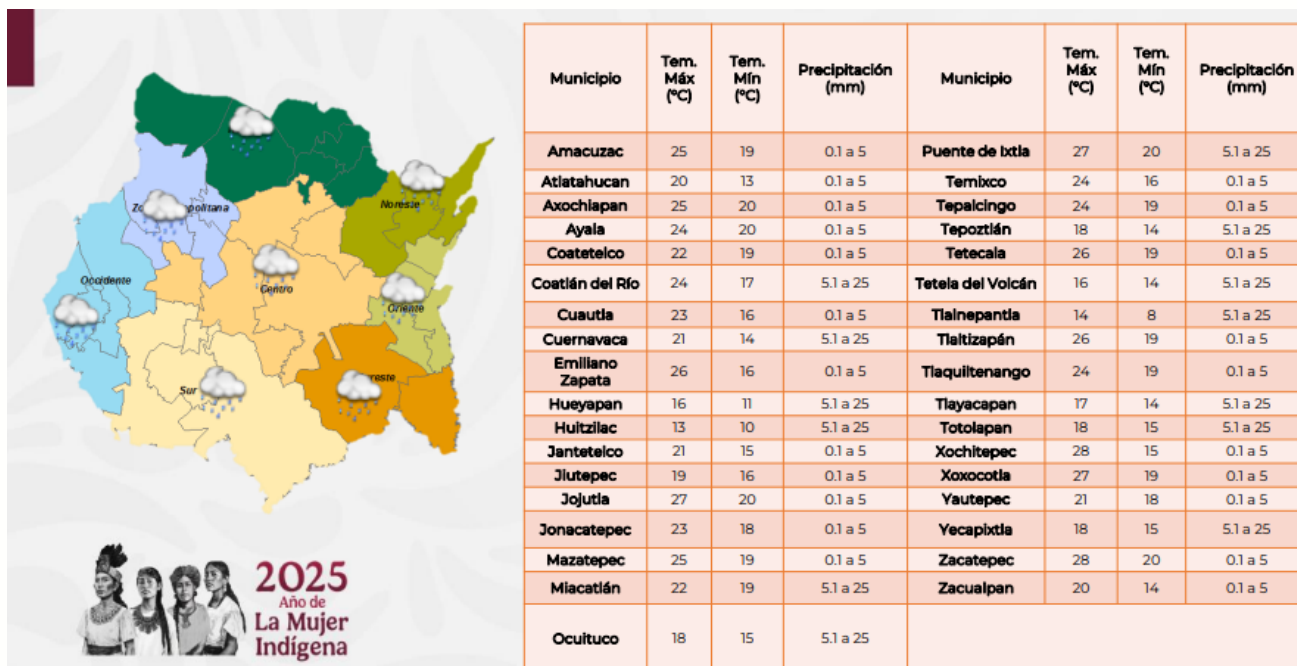 Municipio Tem. Máx (°C) Tem. Mín (°C) Precipitación (mm) Municipio Tem. Máx (°C) Tem. Mín (°C) Precipitación (mm)
Amacuzac 25 19 0.1 a 5 Puente de Ixtla 27 20 5.1 a 25
Atlatahucan 20 13 0.1 a 5 Temixco 24 16 0.1 a 5
Axochiapan 25 20 0.1 a 5 Tepalcingo 24 19 0.1 a 5
Ayala 24 20 0.1 a 5 Tepoztlán 18 14 5.1 a 25
Coatetelco 22 19 0.1 a 5 Tetecala 26 19 0.1 a 5
Coatlán del Río 24 17 5.1 a 25 Tetela del Volcán 16 14 5.1 a 25
Cuautla 23 16 0.1 a 5 Tlalnepantla 14 8 5.1 a 25
Cuernavaca 21 14 5.1 a 25 Tlaltizapán 26 19 0.1 a 5
Emiliano Zapata 26 16 0.1 a 5 Tlaquiltenango 24 19 0.1 a 5
Hueyapan 16 11 5.1 a 25 Tlayacapan 17 14 5.1 a 25
Huitzilac 13 10 5.1 a 25 Totolapan 18 15 5.1 a 25
Jantetelco 21 15 0.1 a 5 Xochitepec 28 15 0.1 a 5
Jiutepec 19 16 0.1 a 5 Xoxocotla 27 19 0.1 a 5
Jojutla 27 20 0.1 a 5 Yautepec 21 18 0.1 a 5
Jonacatepec 23 18 0.1 a 5 Yecapixtla 18 15 5.1 a 25
Mazatepec 25 19 0.1 a 5 Zacatepec 28 20 0.1 a 5
Miacatlán 22 19 5.1 a 25 Zacualpan 20 14 0.1 a 5
Ocuituco 18 15 5.1 a 25
Noreste
Occidente
Centro
Oriente
Sur
2025
Año de
La Mujer
Indígena